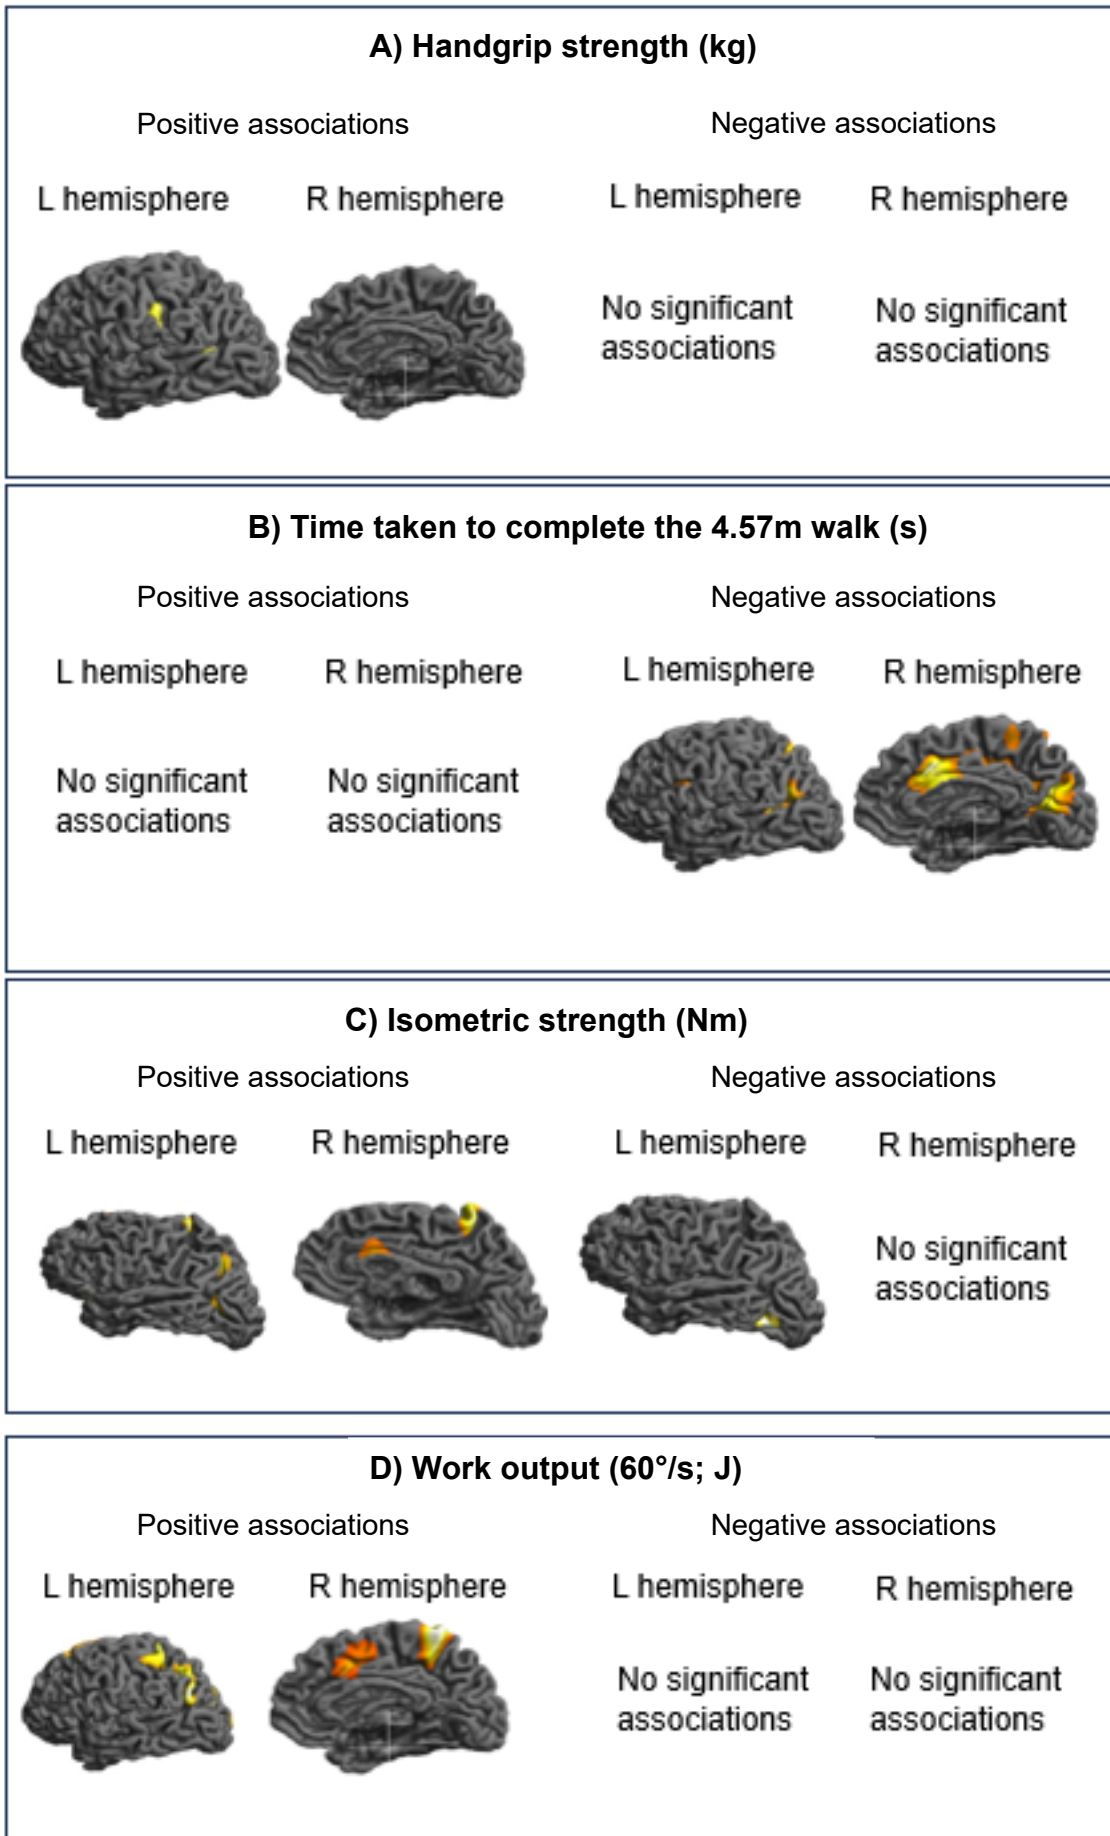 A) Handgrip strength (kg)
Positive associations
Negative associations
L hemisphere
R hemisphere
L hemisphere
R hemisphere
No significant
associations
No significant
associations
B) Time taken to complete the 4.57m walk (s)
Positive associations
Negative associations
L hemisphere
R hemisphere
L hemisphere
R hemisphere
No significant
associations
No significant
associations
C) Isometric strength (Nm)
Positive associations
Negative associations
L hemisphere
R hemisphere
L hemisphere
R hemisphere
No significant
associations
D) Work output (60°/s; J)
Positive associations
Negative associations
L hemisphere
R hemisphere
L hemisphere
R hemisphere
No significant
associations
No significant
associations